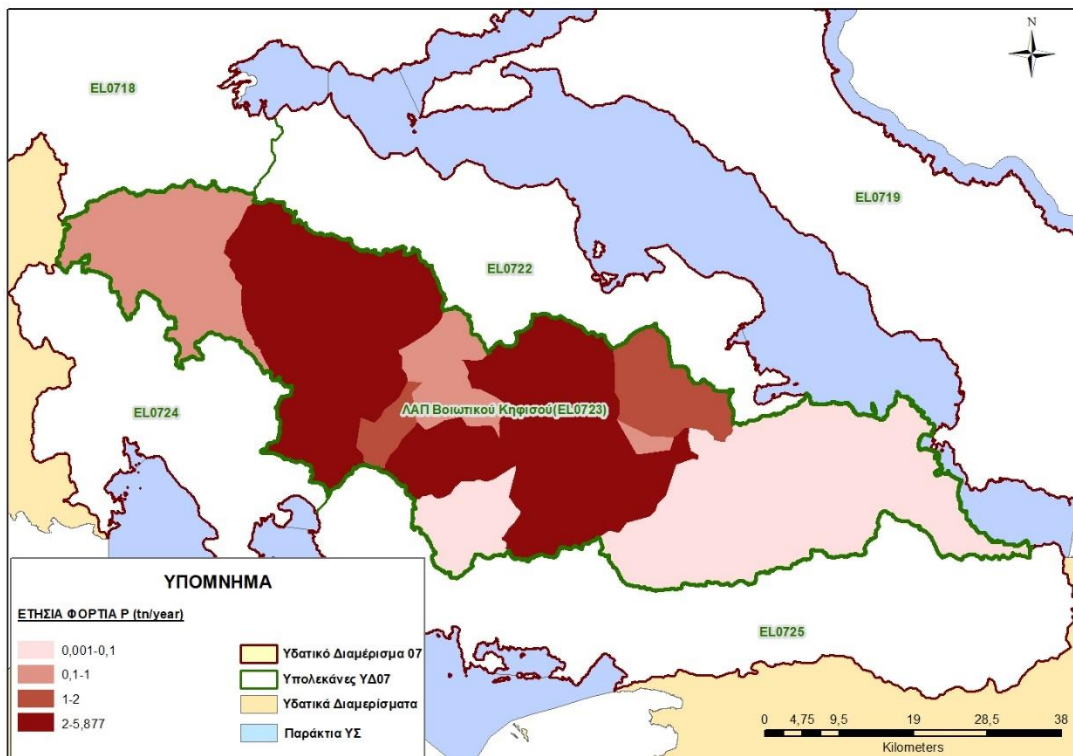 N
EL0718
EL0719
EL0722
EL0724
ΛΑΠ Βοιωτικού Κηφισού(EL0723)
EL0725
ΥΠΟΜΝΗΜΑ
ΕΤΗΣΙΑ ΦΟΡΤΙΑ P (tn/year)
0,001-0,1
0,1-1
1-2
2-5,877
Υδατικό Διαμέρισμα 07
Υπολεκάνες ΥΔ07
Υδατικά Διαμερίσματα
Παράκτια ΥΣ
0 4,75 9,5 19 28,5 38
Kilometers